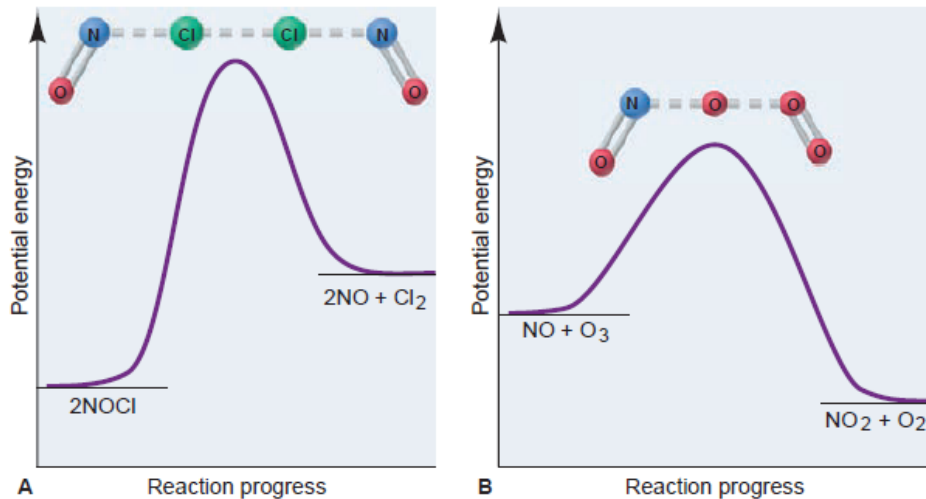 N Cl Cl N
O O
Potential energy
2NO + Cl2
2NOCl
A Reaction progress
N O O
O O
Potential energy
NO + O3
NO2 + O2
B Reaction progress